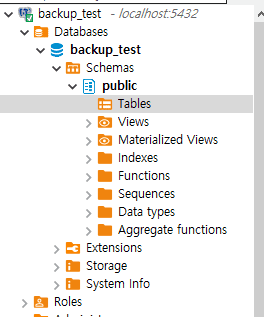 backup_test - localhost:5432
Databases
backup_test
Schemas
public
Tables
Views
Materialized Views
Indexes
Functions
Sequences
Data types
Aggregate functions
Extensions
Storage
System Info
Roles